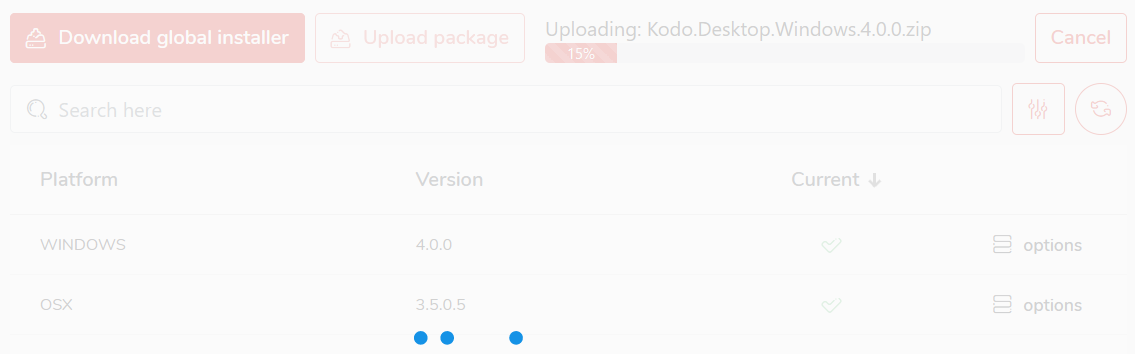 Download global installer
Upload package
Uploading: Kodo.Desktop.Windows.4.0.0.zip
15%
Cancel
Search here
Platform Version Current
WINDOWS 4.0.0 options
OSX 3.5.0.5 options